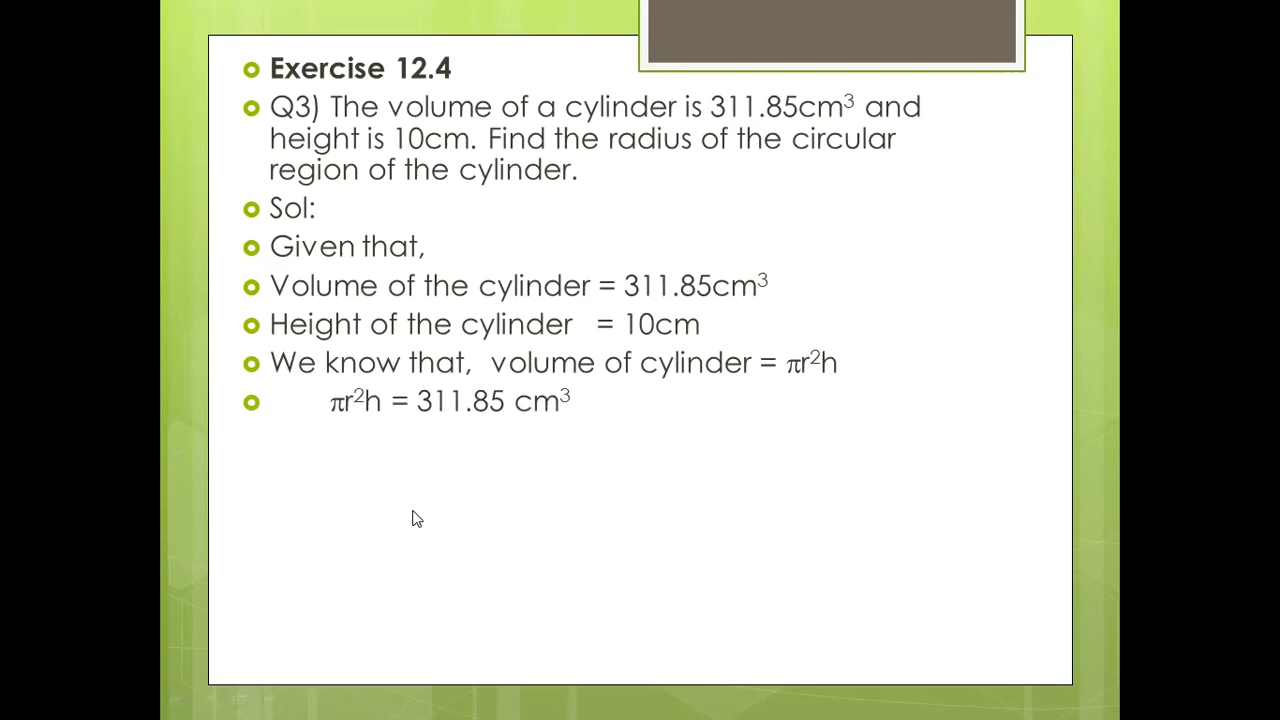 Exercise 12.4
Q3) The volume of a cylinder is 311.85cm³ and
height is 10cm. Find the radius of the circular
region of the cylinder.
Sol:
Given that,
Volume of the cylinder = 311.85cm³
Height of the cylinder = 10cm
We know that, volume of cylinder = πr²h
πr²h = 311.85 cm³